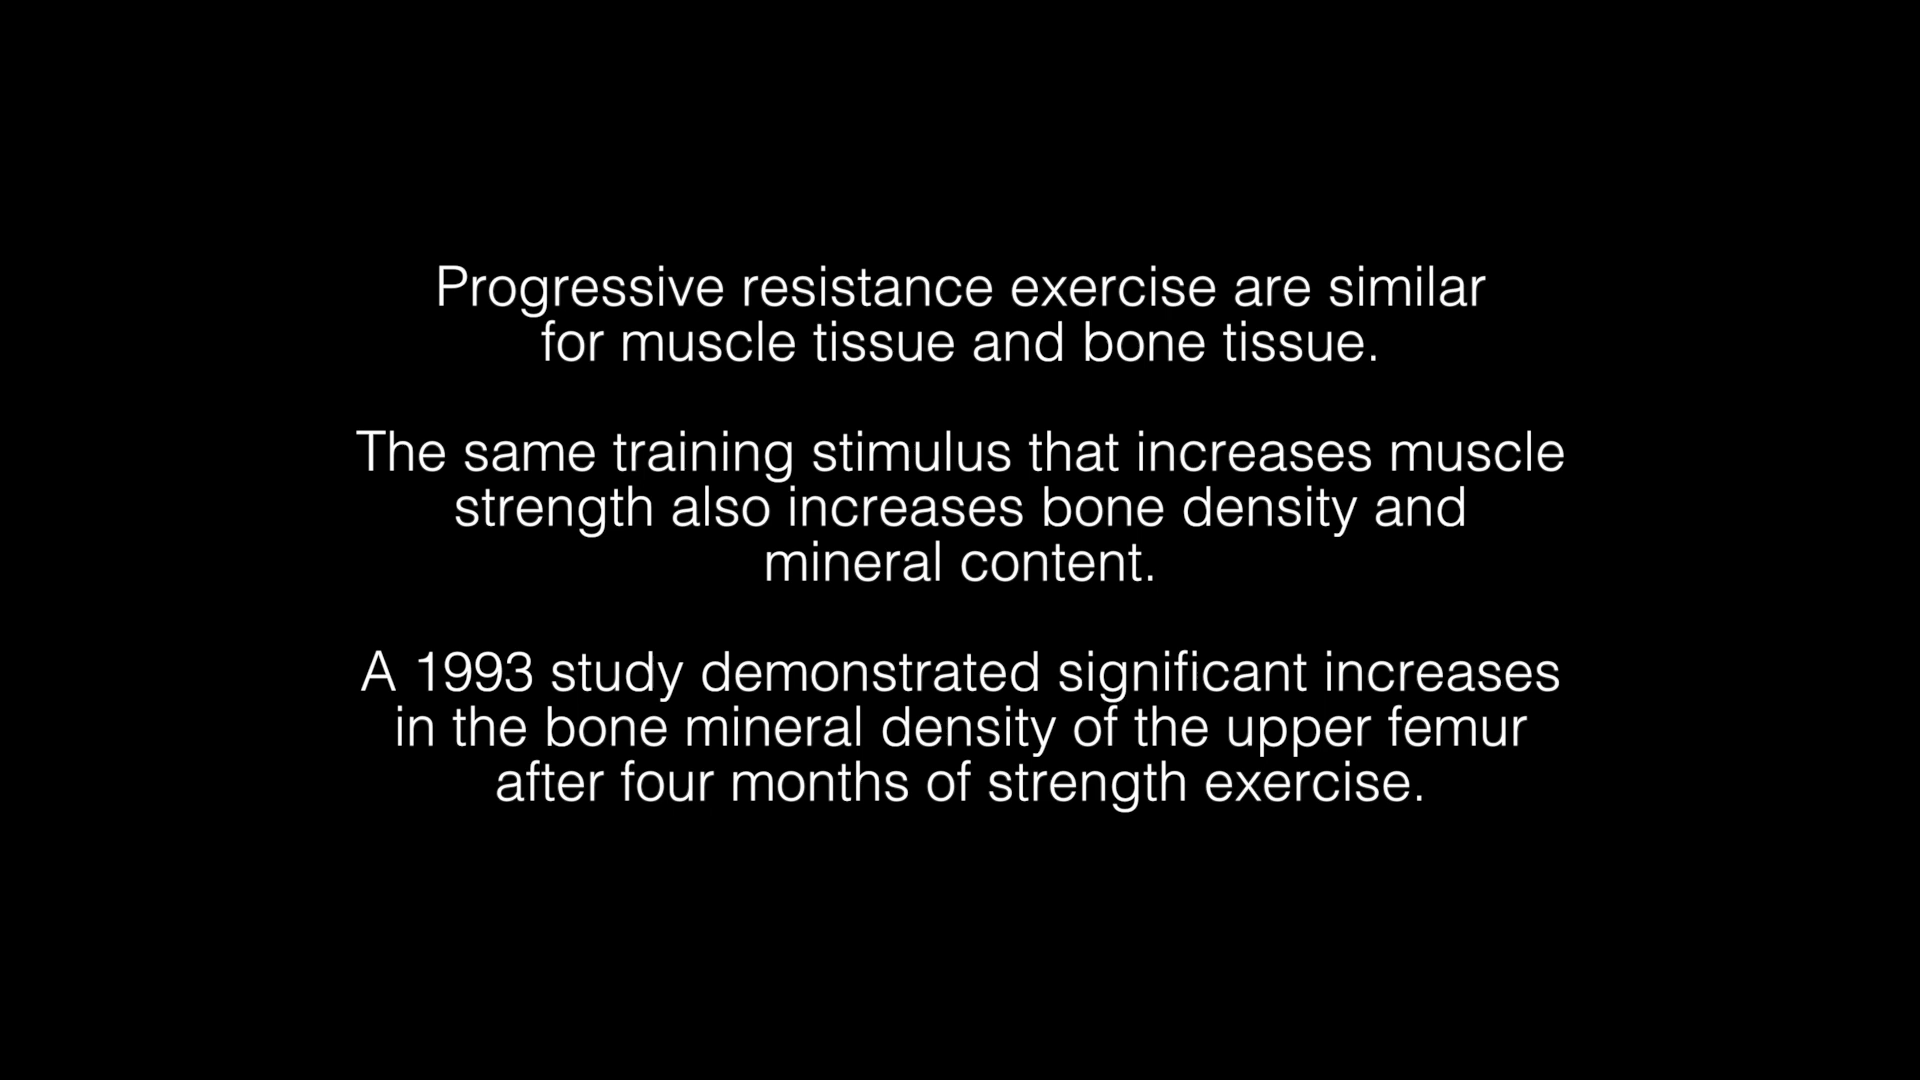 Progressive resistance exercise are similar
for muscle tissue and bone tissue.
The same training stimulus that increases muscle
strength also increases bone density and
mineral content.
A 1993 study demonstrated significant increases
in the bone mineral density of the upper femur
after four months of strength exercise.